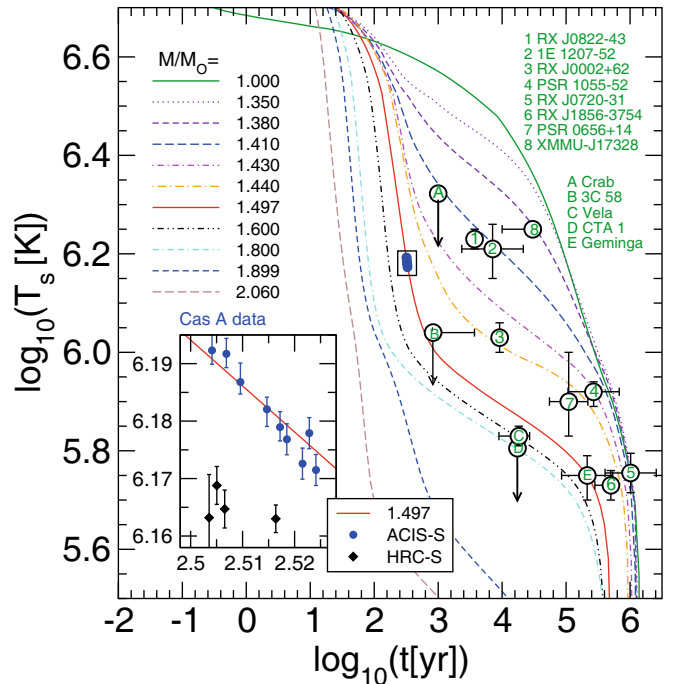 6.6
6.4
6.2
6.0
5.8
5.6
log10(Ts [K])
M/MO=
1.000
1.350
1.380
1.410
1.430
1.440
1.497
1.600
1.800
1.899
2.060
1 RX J0822-43
2 1E 1207-52
3 RX J0002+62
4 PSR 1055-52
5 RX J0720-31
6 RX J1856-3754
7 PSR 0656+14
8 XMMU-J17328
A Crab
B 3C 58
C Vela
D CTA 1
E Geminga
A
1
2
8
B
3
7
4
C
D
E
6
5
Cas A data
6.19
6.18
6.17
6.16
2.5
2.51
2.52
1.497
ACIS-S
HRC-S
-2 -1 0 1 2 3 4 5 6
log10(t[yr])